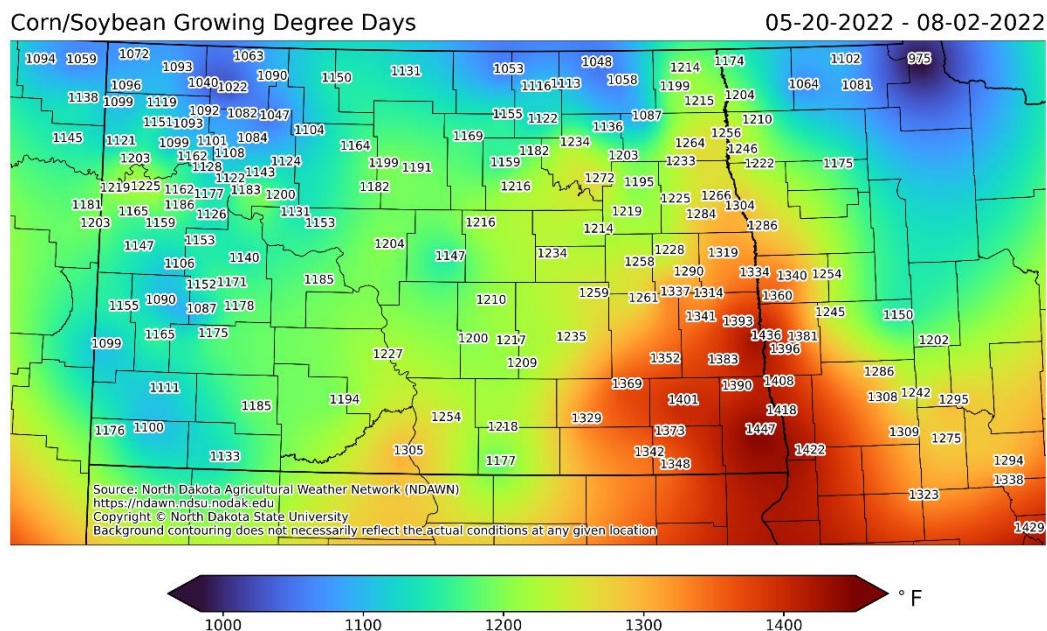 Corn/Soybean Growing Degree Days 05-20-2022 - 08-02-2022
1094 1059 1072 1063 1131 1048 1174 1102 975
1093 1090 1150 1053 1058 1214 1064 1081
1096 1040 1022 1116 1113 1199
1138 1099 1119 1092 1082 1047 1155 1122 1087 1215 1204
1151 1093 1104 1136 1210
1145 1121 1099 1101 1084 1164 1169 1182 1234 1264 1256
1203 1162 1108 1124 1199 1191 1159 1203 1233 1246 1222 1175
1128 1122 1143 1272 1195
1219 1225 1162 1177 1183 1200 1182 1216 1225 1266
1181 1165 1186 1126 1131 1219 1284 1304
1203 1159 1153 1216 1214 1286
1147 1153 1204 1147 1234 1258 1228 1319
1106 1140 1290 1334 1340 1254
1152 1171 1185 1259 1261 1337 1314 1360
1155 1090 1087 1178 1210 1341 1393 1245 1150
1099 1165 1175 1200 1217 1235 1436 1381 1202
1227 1209 1352 1383 1396
1111 1369 1390 1408 1286
1185 1194 1401 1308 1242 1295
1176 1100 1254 1218 1329 1373 1418 1447 1309 1275
1133 1305 1177 1342 1348 1422 1294
1338
1323
1429
Source: North Dakota Agricultural Weather Network (NDAWN)
https://ndawn.ndsu.nodak.edu
Copyright © North Dakota State University
Background contouring does not necessarily reflect the actual conditions at any given location
1000 1100 1200 1300 1400 °F